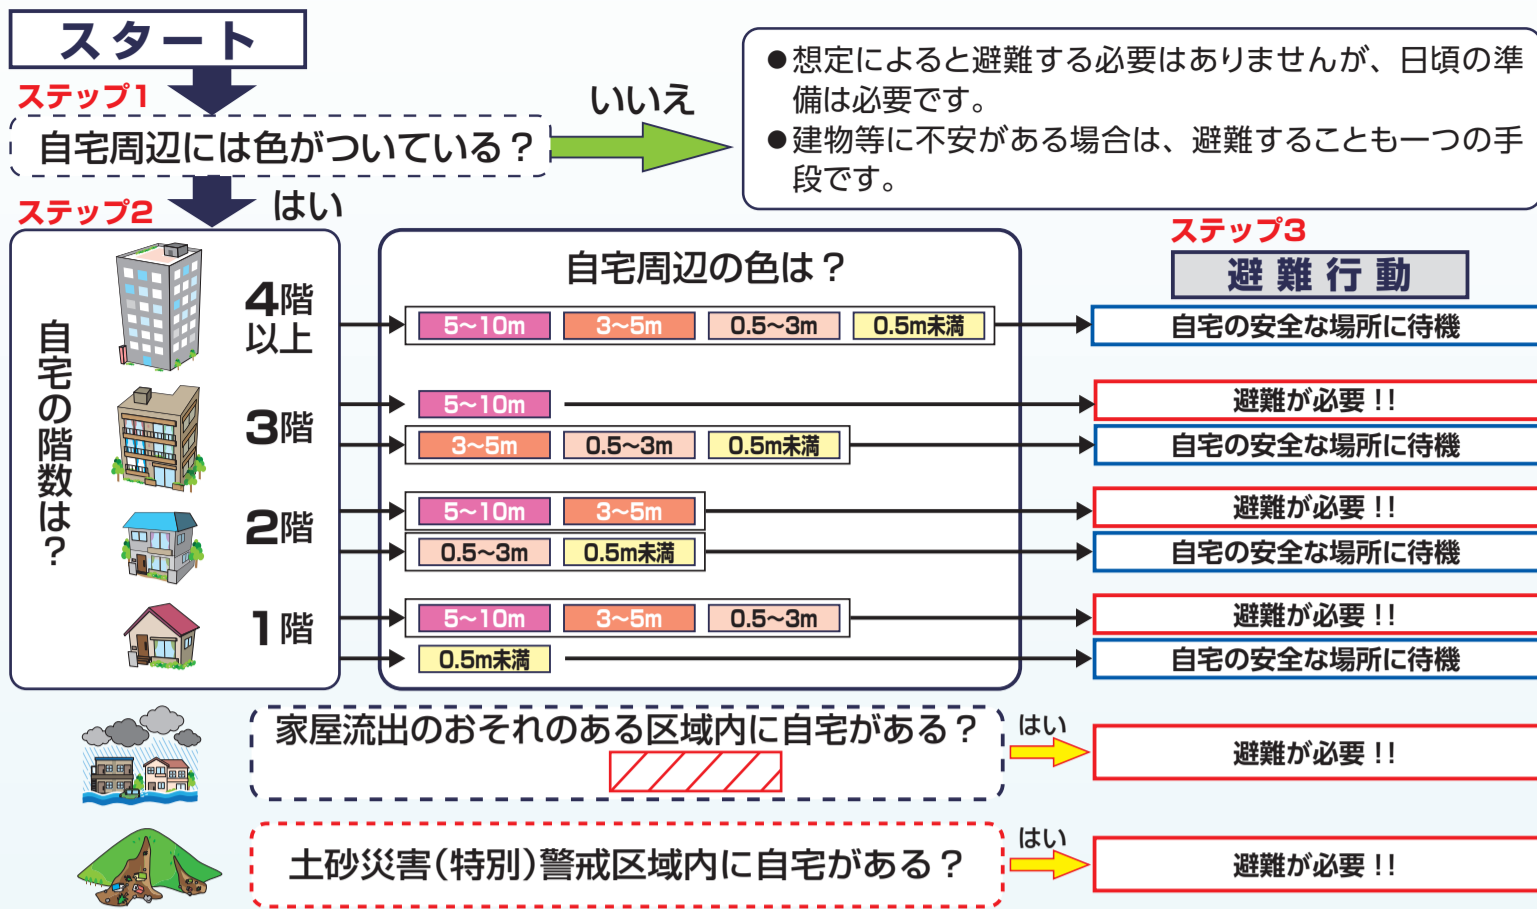 スタート
ステップ1
自宅周辺には色がついている？
いいえ
●想定によると避難する必要はありませんが、日頃の準
備は必要です。
●建物等に不安がある場合は、避難することも一つの手
段です。
はい
ステップ2
自宅の階数は？
自宅周辺の色は？
ステップ3
避難行動
4階
以上
5～10m 3～5m 0.5～3m 0.5m未満
自宅の安全な場所に待機
3階
5～10m
避難が必要!!
3～5m 0.5～3m 0.5m未満
自宅の安全な場所に待機
2階
5～10m 3～5m
避難が必要!!
0.5～3m 0.5m未満
自宅の安全な場所に待機
1階
5～10m 3～5m 0.5～3m
避難が必要!!
0.5m未満
自宅の安全な場所に待機
家屋流出のおそれのある区域内に自宅がある？
はい
避難が必要!!
土砂災害(特別)警戒区域内に自宅がある？
はい
避難が必要!!